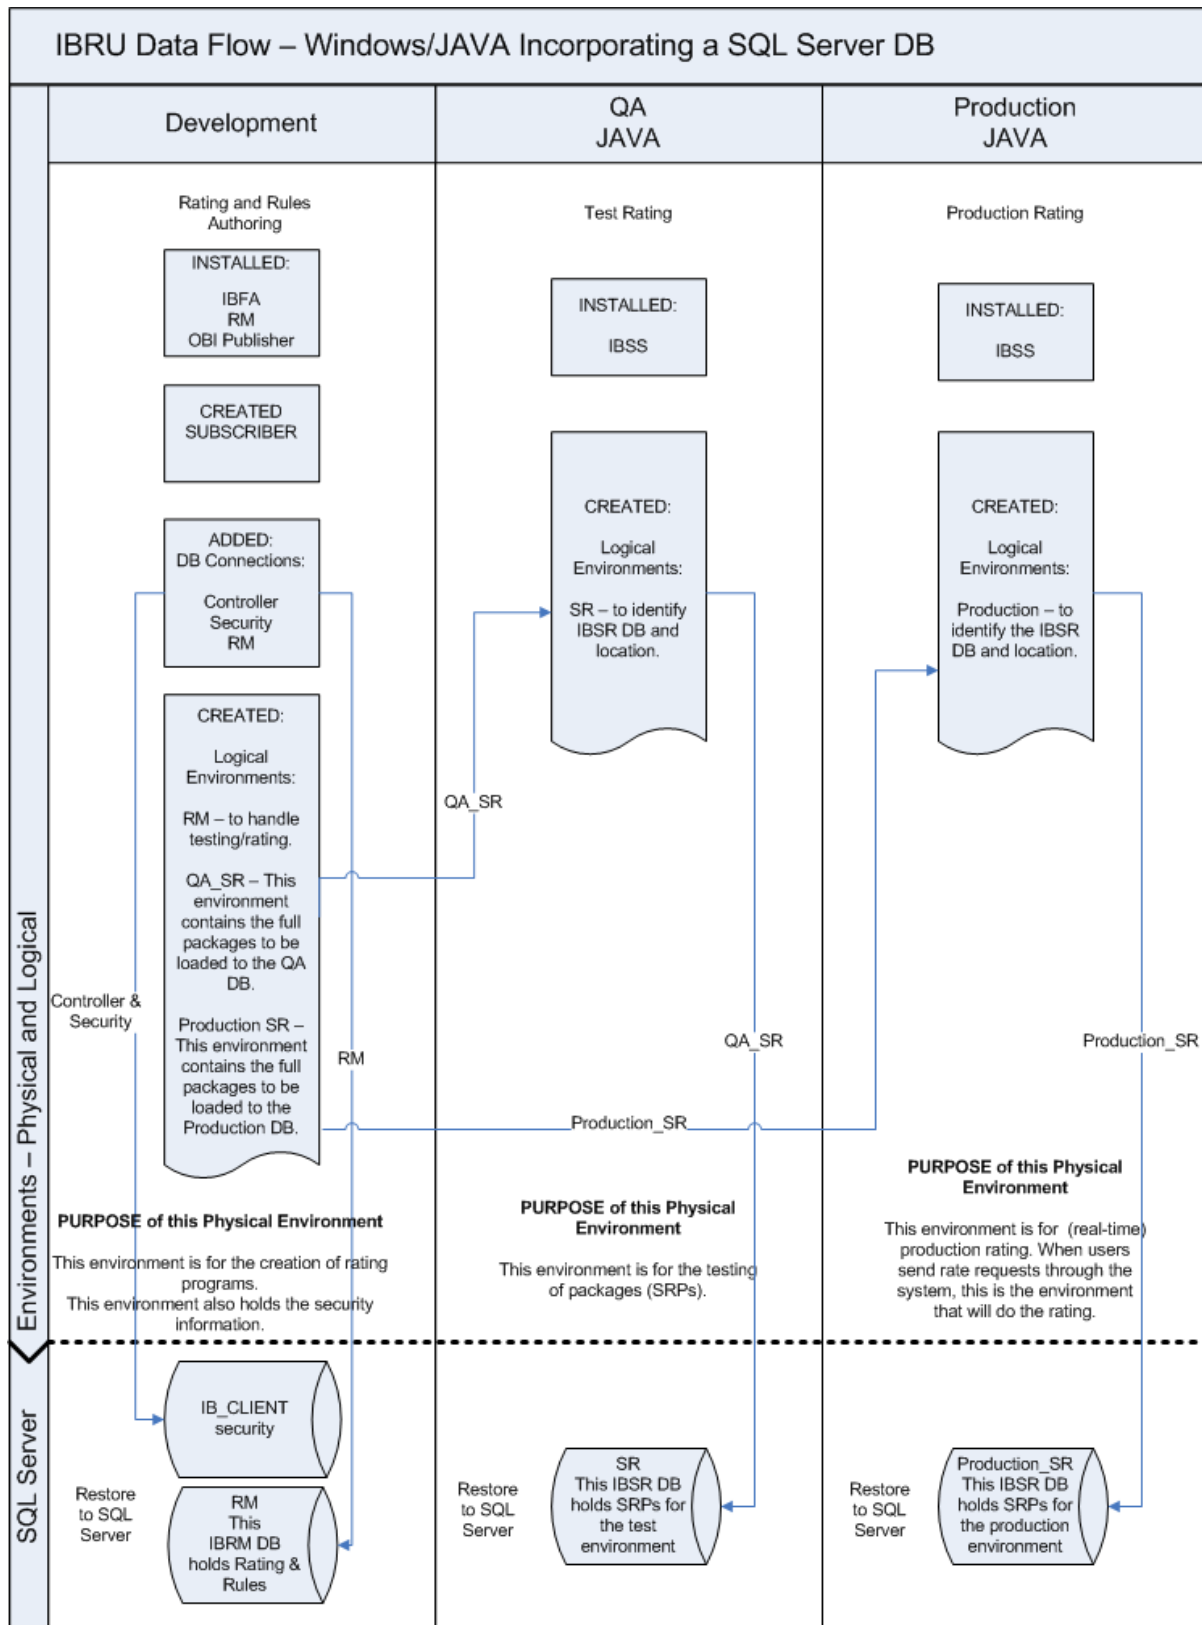 IBRU Data Flow – Windows/JAVA Incorporating a SQL Server DB
Environments – Physical and Logical
SQL Server
Development
Rating and Rules
Authoring
INSTALLED:
IBFA
RM
OBI Publisher
CREATED
SUBSCRIBER
ADDED:
DB Connections:
Controller
Security
RM
CREATED:
Logical
Environments:
RM – to handle
testing/rating.
QA_SR – This
environment
contains the full
packages to be
loaded to the QA
DB.
Production SR –
This environment
contains the full
packages to be
loaded to the
Production DB.
Controller &
Security
RM
QA_SR
Production_SR
PURPOSE of this Physical Environment
This environment is for the creation of rating
programs.
This environment also holds the security
information.
IB_CLIENT
security
Restore
to SQL
Server
RM
This
IBRM DB
holds Rating &
Rules
QA
JAVA
Test Rating
INSTALLED:
IBSS
CREATED:
Logical
Environments:
SR – to identify
IBSR DB and
location.
QA_SR
PURPOSE of this Physical
Environment
This environment is for the testing
of packages (SRPs).
Restore
to SQL
Server
SR
This IBSR DB
holds SRPs for
the test
environment
Production
JAVA
Production Rating
INSTALLED:
IBSS
CREATED:
Logical
Environments:
Production – to
identify the IBSR
DB and location.
Production_SR
PURPOSE of this Physical
Environment
This environment is for (real-time)
production rating. When users
send rate requests through the
system, this is the environment
that will do the rating.
Restore
to SQL
Server
Production_SR
This IBSR DB
holds SRPs for
the production
environment